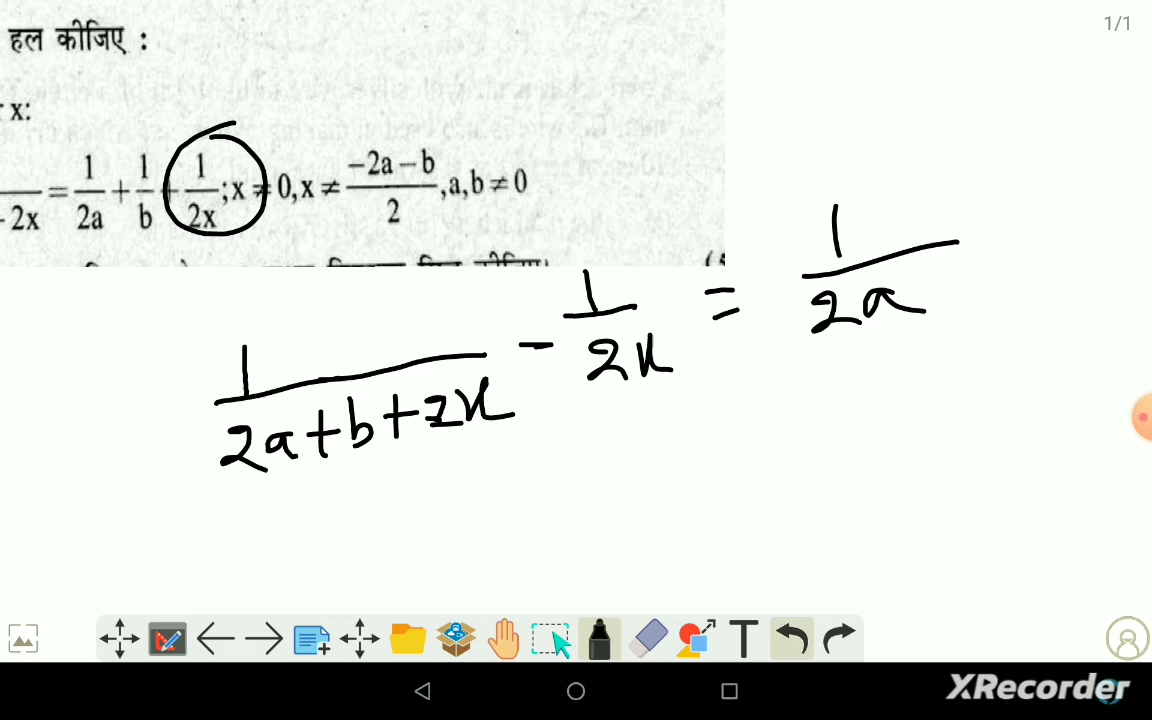 1/1
हल कीजिए :
x:
2x = 1/2a + 1/b + 1/2x ; x ≠ 0, x ≠ (-2a - b)/2 , a, b ≠ 0
1/(2a+b+2x) - 1/2x = 1/2a
T
XRecorder